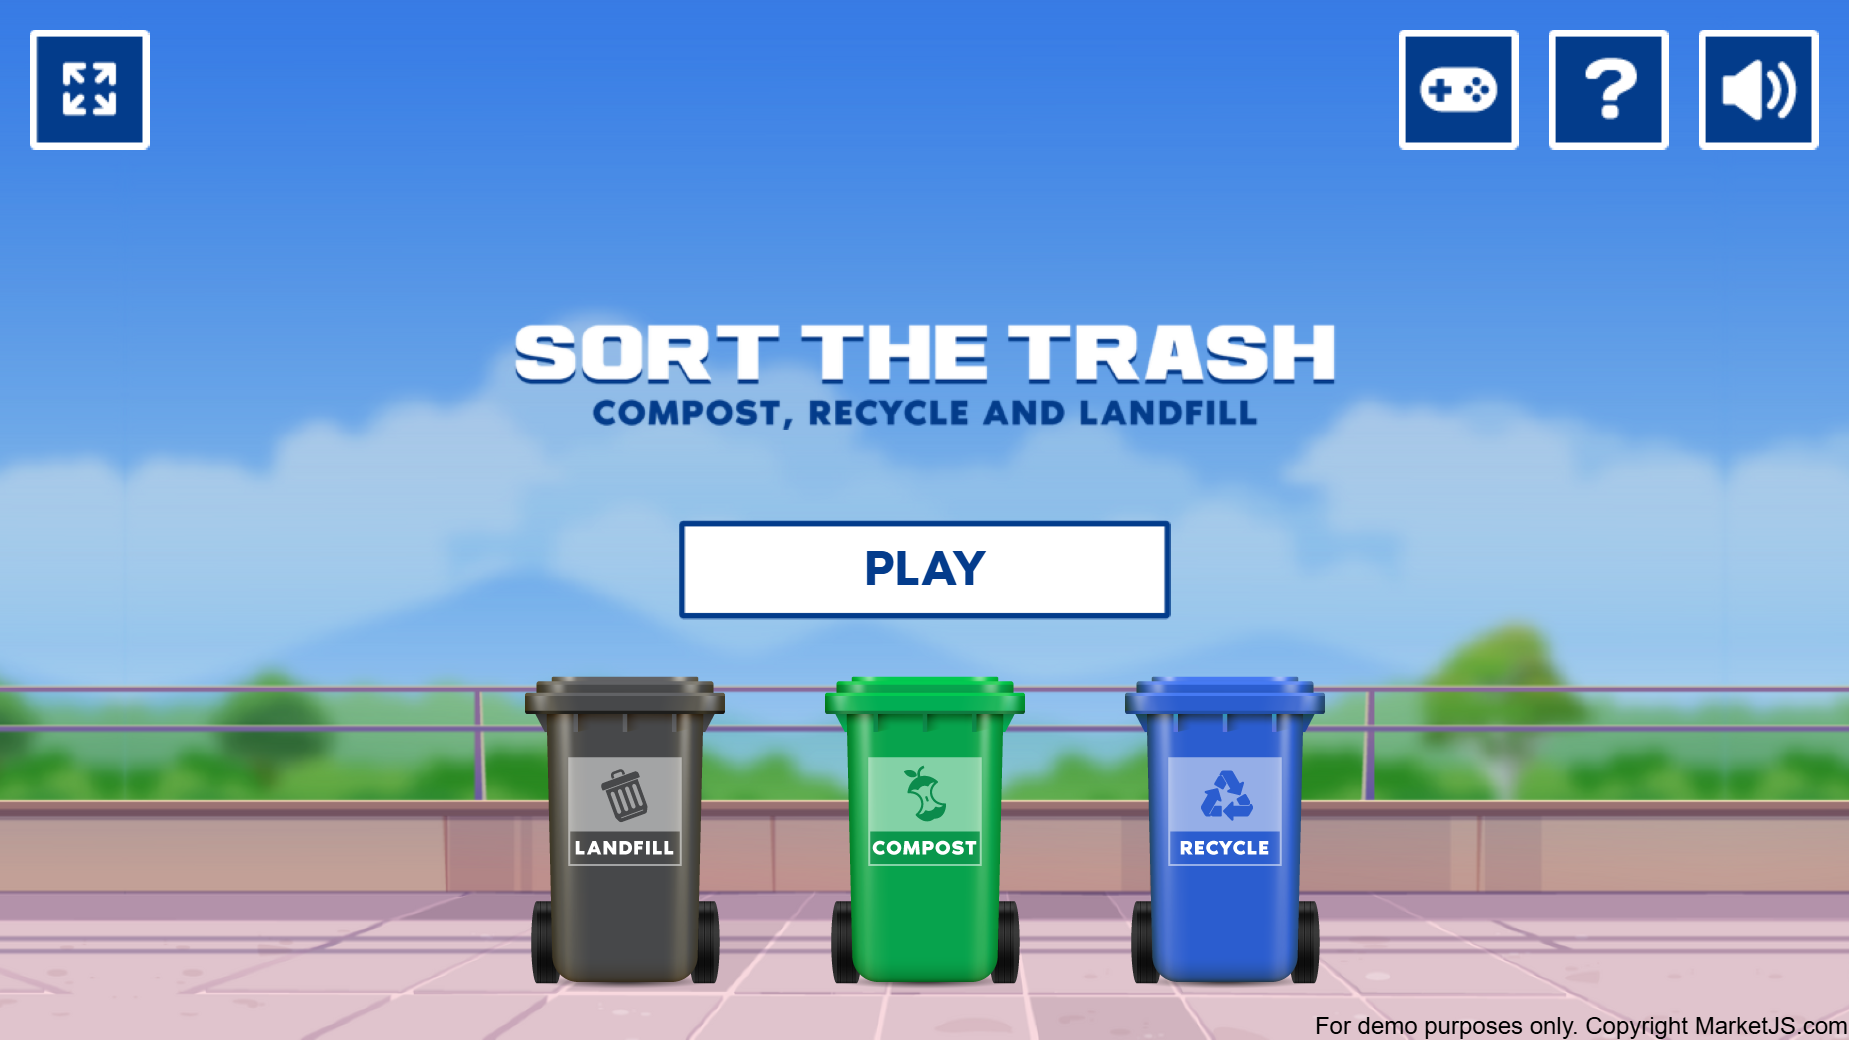 SORT THE TRASH
COMPOST, RECYCLE AND LANDFILL
PLAY
LANDFILL
COMPOST
RECYCLE
For demo purposes only. Copyright MarketJS.com